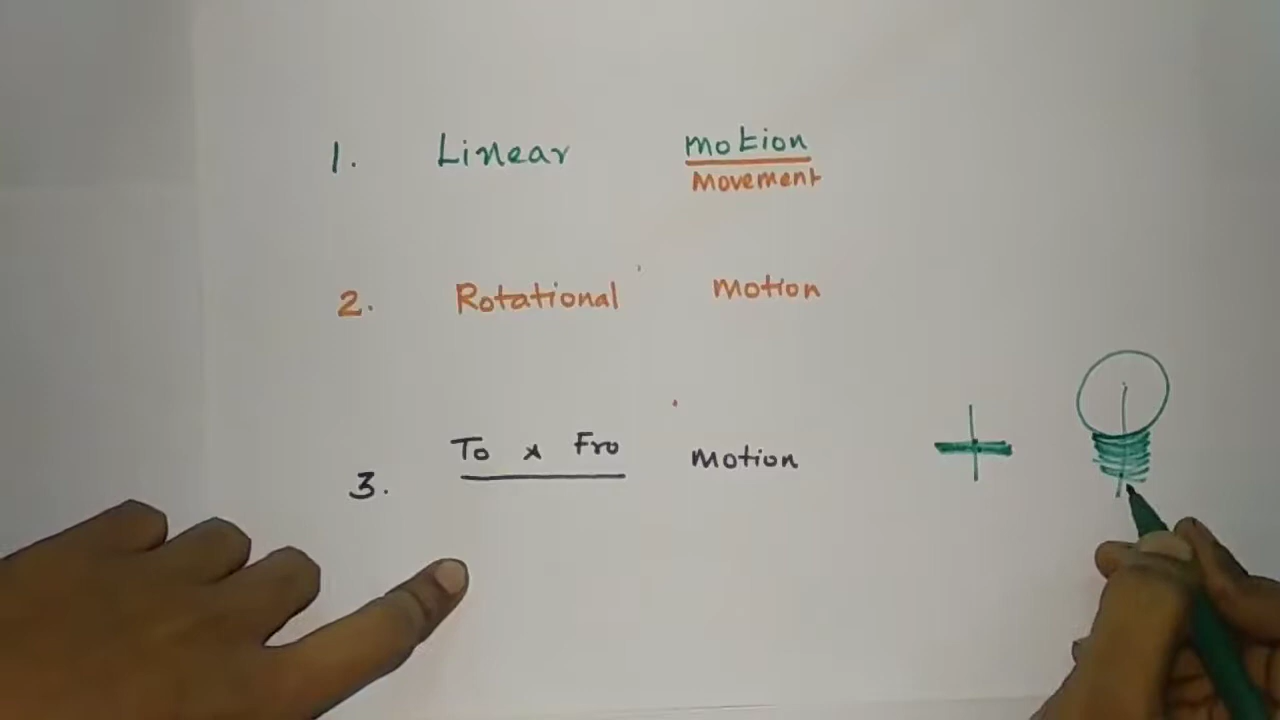 1. Linear motion
Movement
2. Rotational motion
3. To & Fro motion